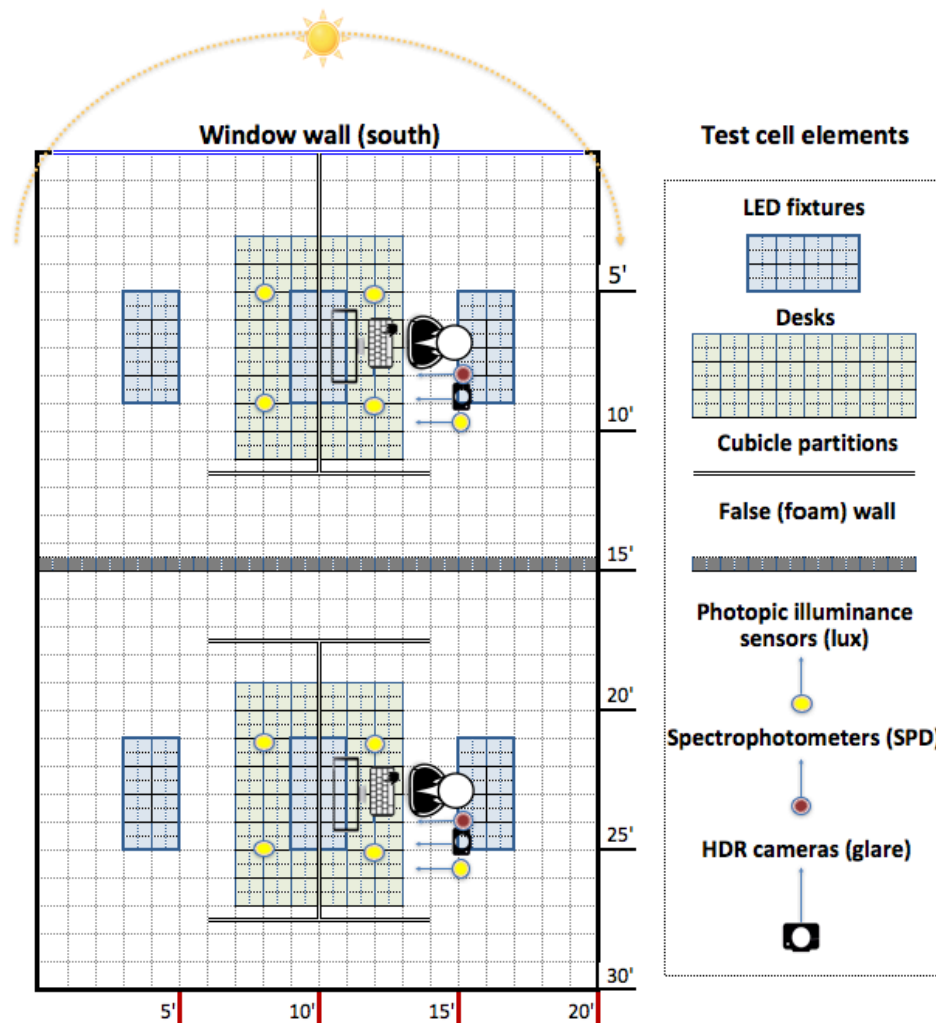 Window wall (south)
5'
10'
15'
20'
25'
30'
5'
10'
15'
20'
Test cell elements
LED fixtures
Desks
Cubicle partitions
False (foam) wall
Photopic illuminance
sensors (lux)
Spectrophotometers (SPD)
HDR cameras (glare)